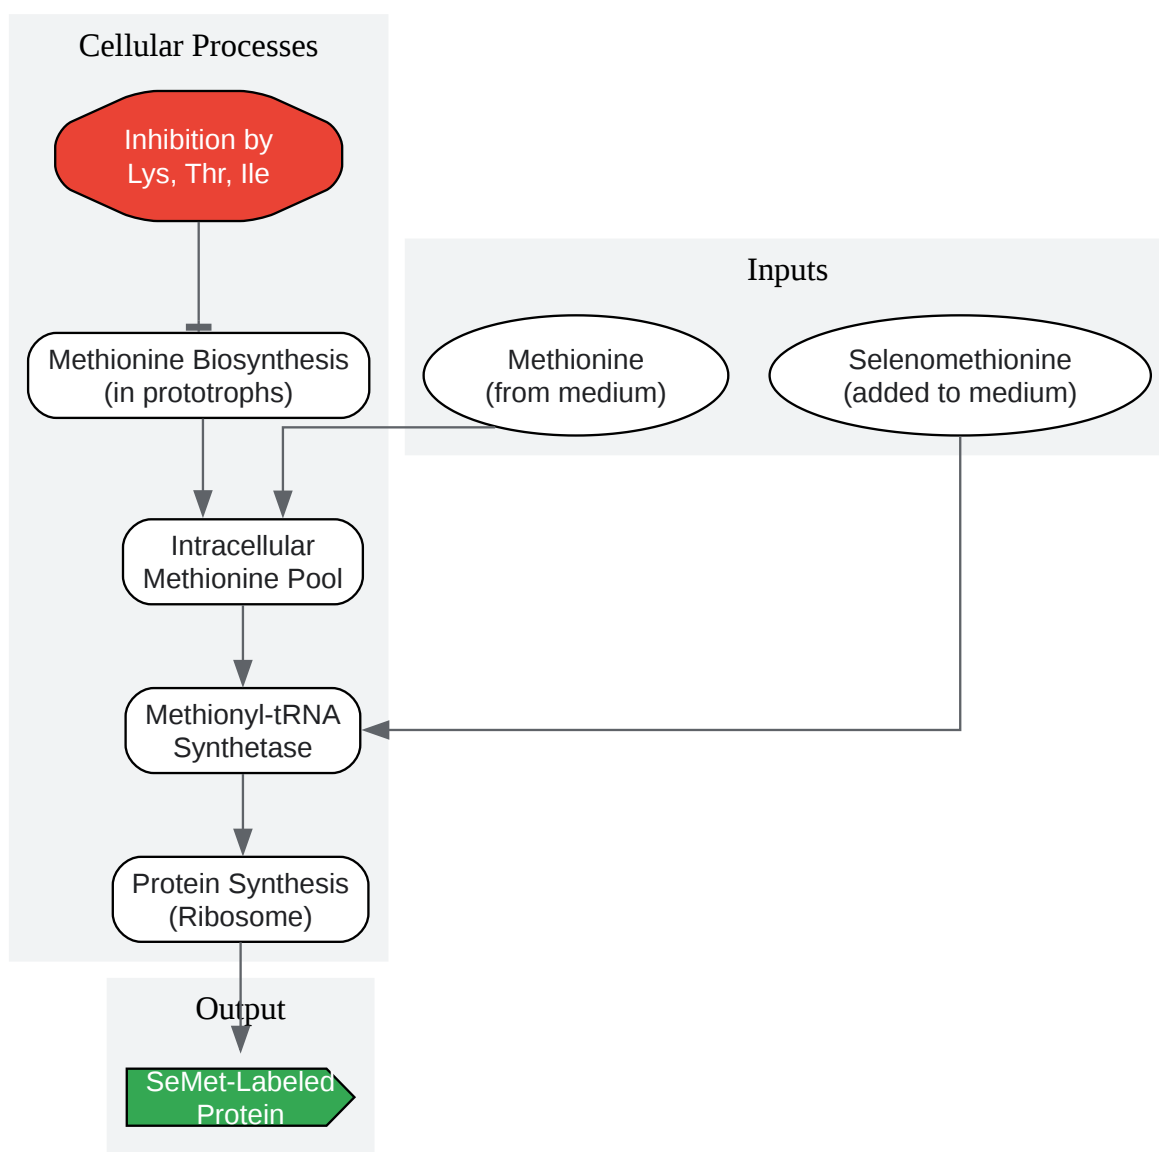 Cellular Processes
Inhibition by
Lys, Thr, Ile
Inputs
Methionine Biosynthesis
(in prototrophs)
Methionine
(from medium)
Selenomethionine
(added to medium)
Intracellular
Methionine Pool
Methionyl-tRNA
Synthetase
Protein Synthesis
(Ribosome)
Output
SeMet-Labeled
Protein